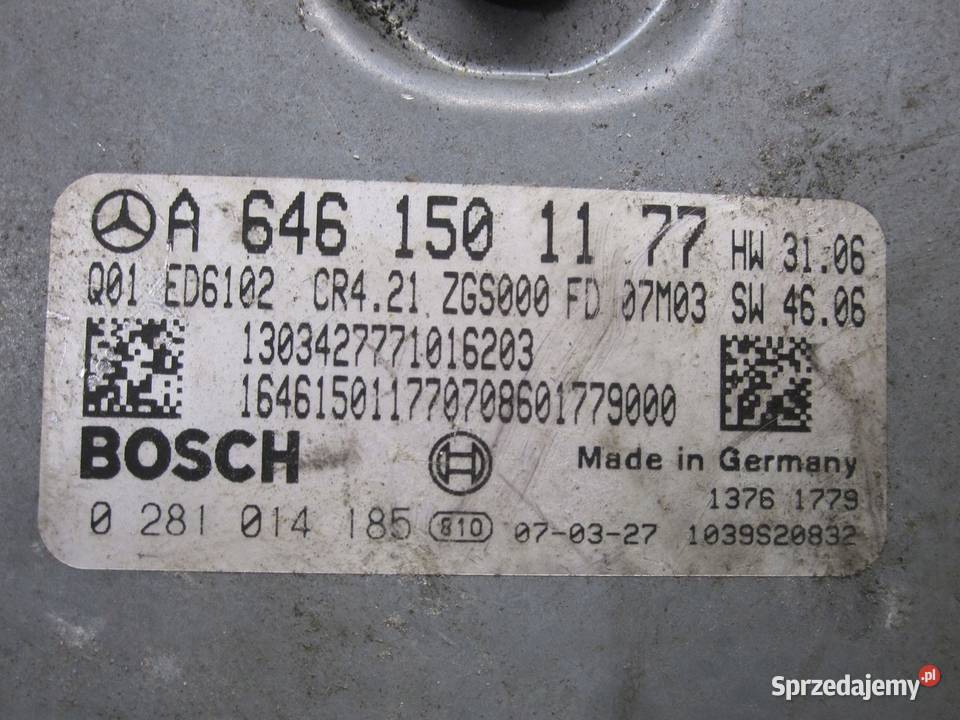 A 646 150 11 77 HW 31.06
Q01 ED6102 CR4.21 ZGS000 FD 07M03 SW 46.06
1303427771016203
164615011770708601779000
BOSCH Made in Germany
1376 1779
0 281 014 185 810 07-03-27 1039S20832
Sprzedajemy.pl